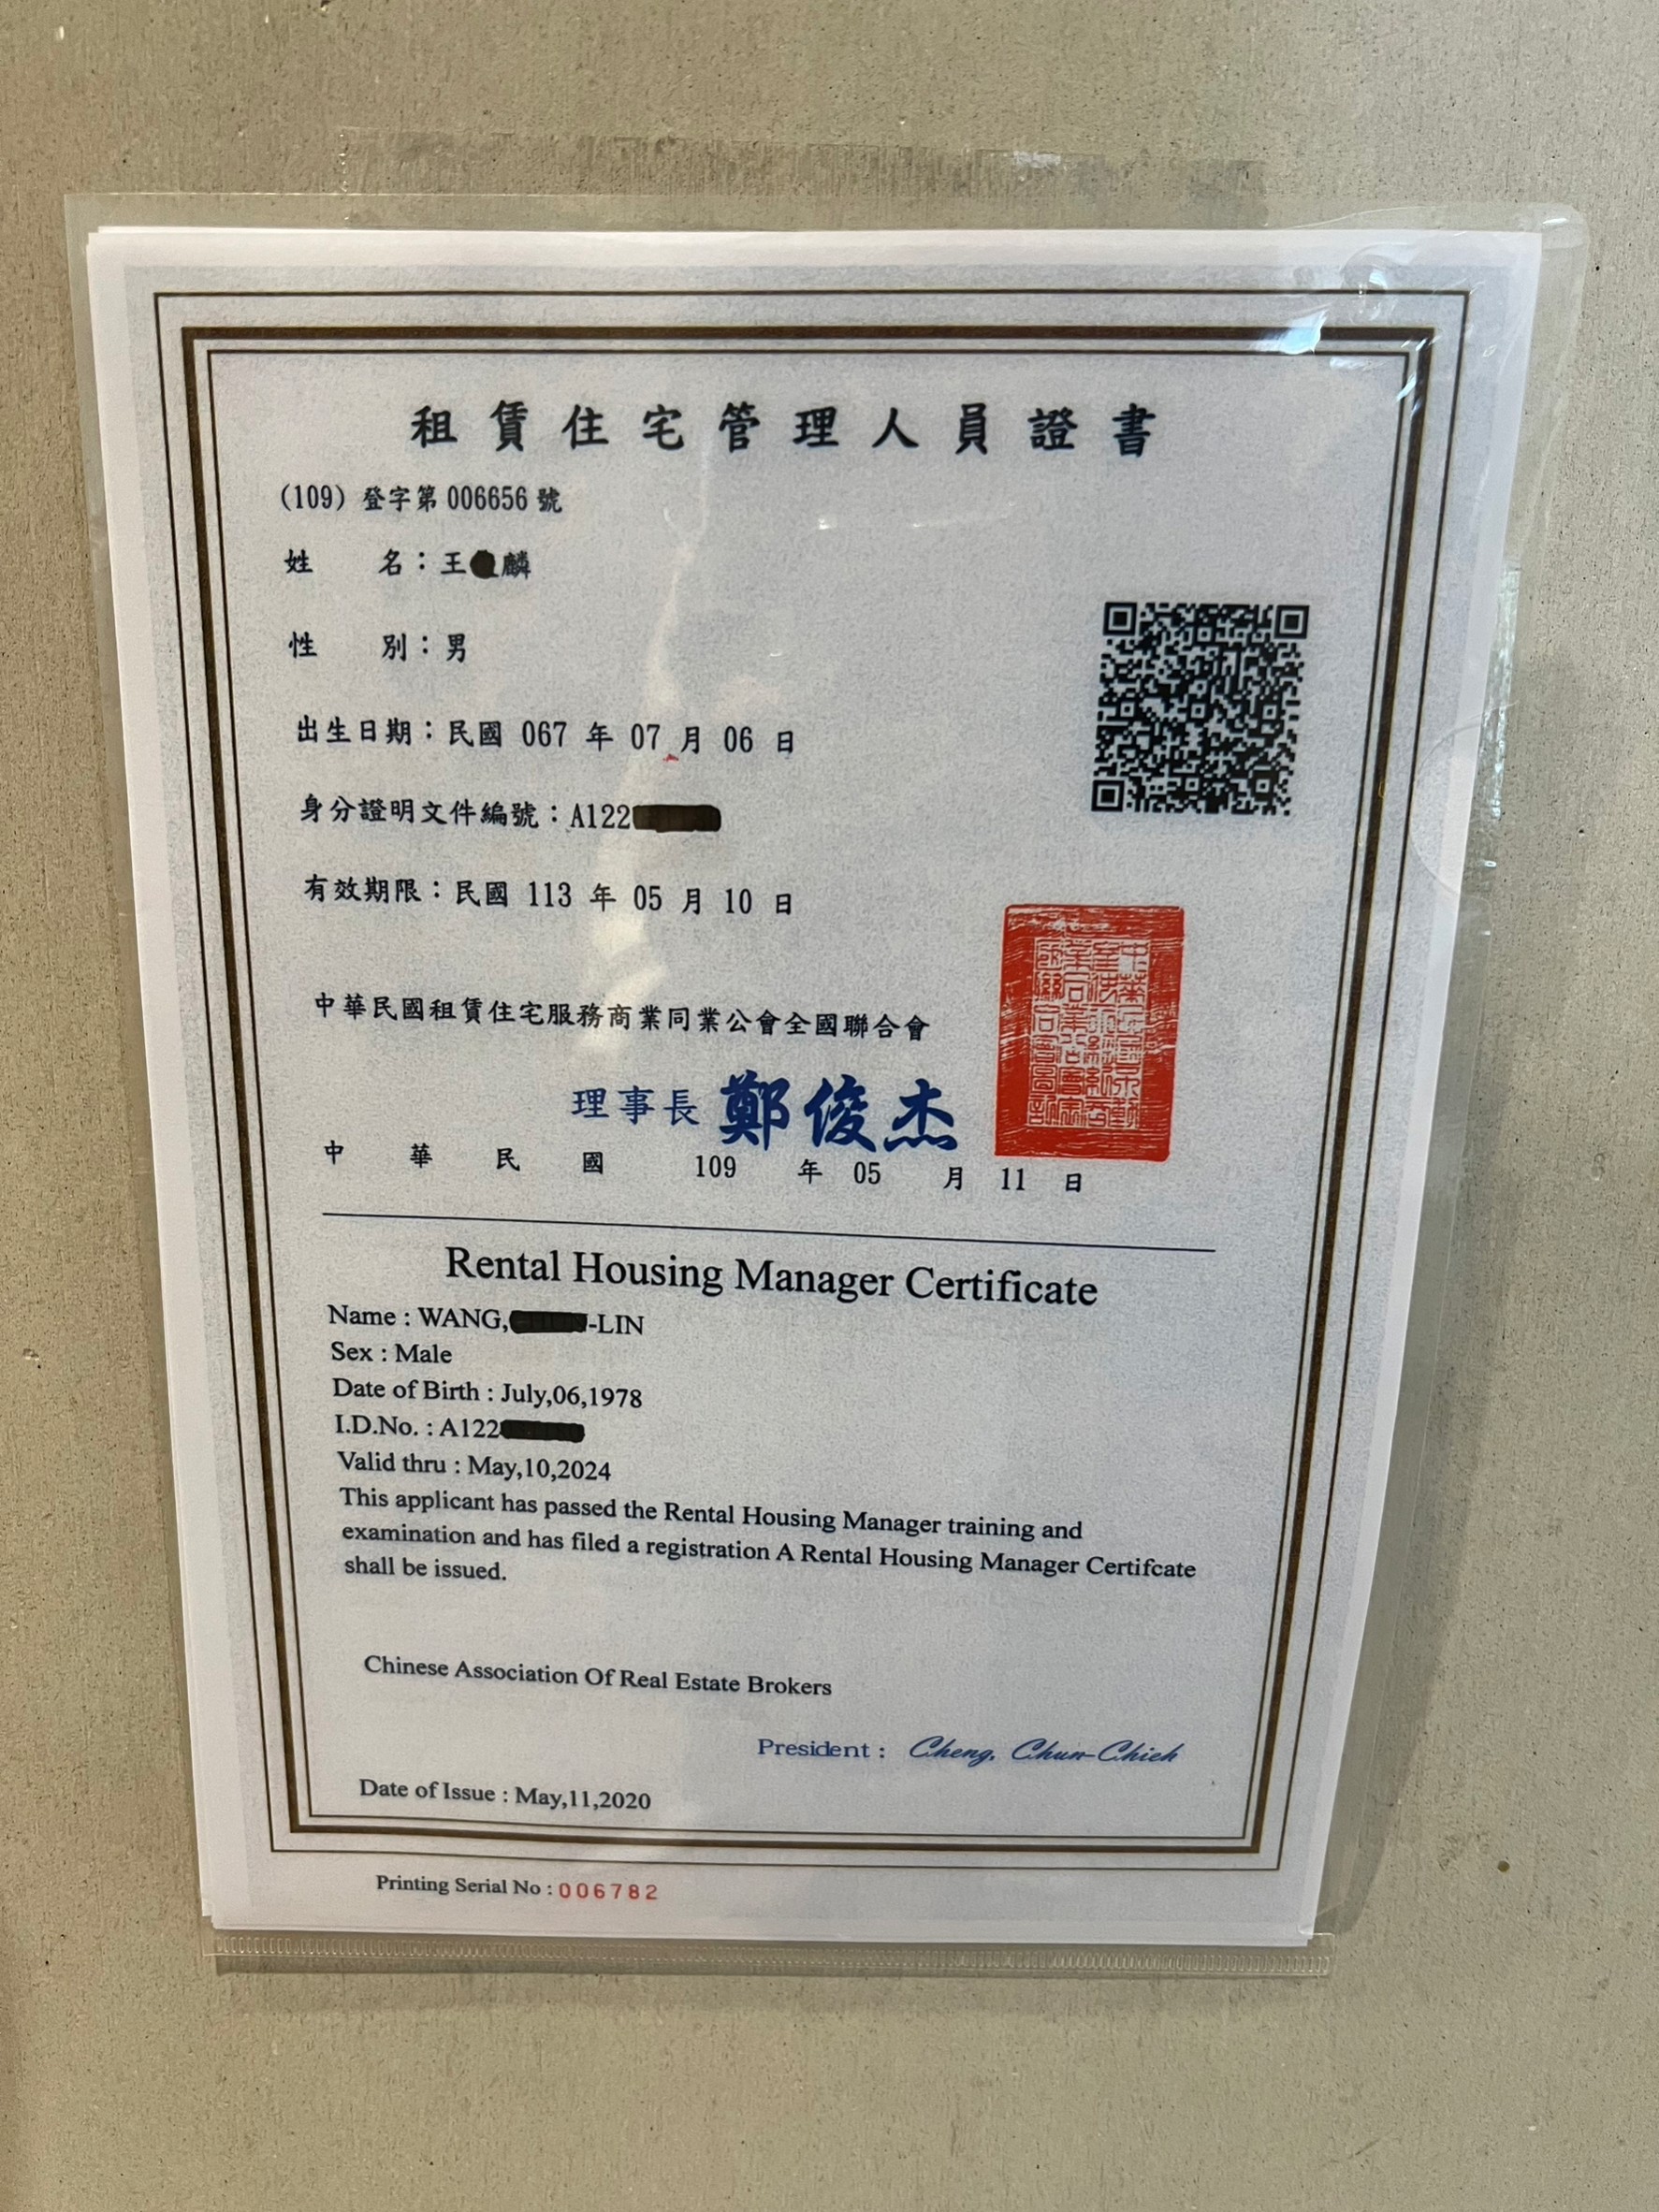 租賃住宅管理人員證書
(109) 登字第 006656 號
姓 名：王 麟
性 別：男
出生日期：民國 067 年 07 月 06 日
身分證明文件編號：A122
有效期限：民國 113 年 05 月 10 日
中華民國租賃住宅服務商業同業公會全國聯合會
理事長 鄭俊杰
中 華 民 國 109 年 05 月 11 日
Rental Housing Manager Certificate
Name : WANG, -LIN
Sex : Male
Date of Birth : July,06,1978
I.D.No. : A122
Valid thru : May,10,2024
This applicant has passed the Rental Housing Manager training and
examination and has filed a registration A Rental Housing Manager Certifcate
shall be issued.
Chinese Association Of Real Estate Brokers
President : Cheng, Chun-Chieh
Date of Issue : May,11,2020
Printing Serial No : 006782